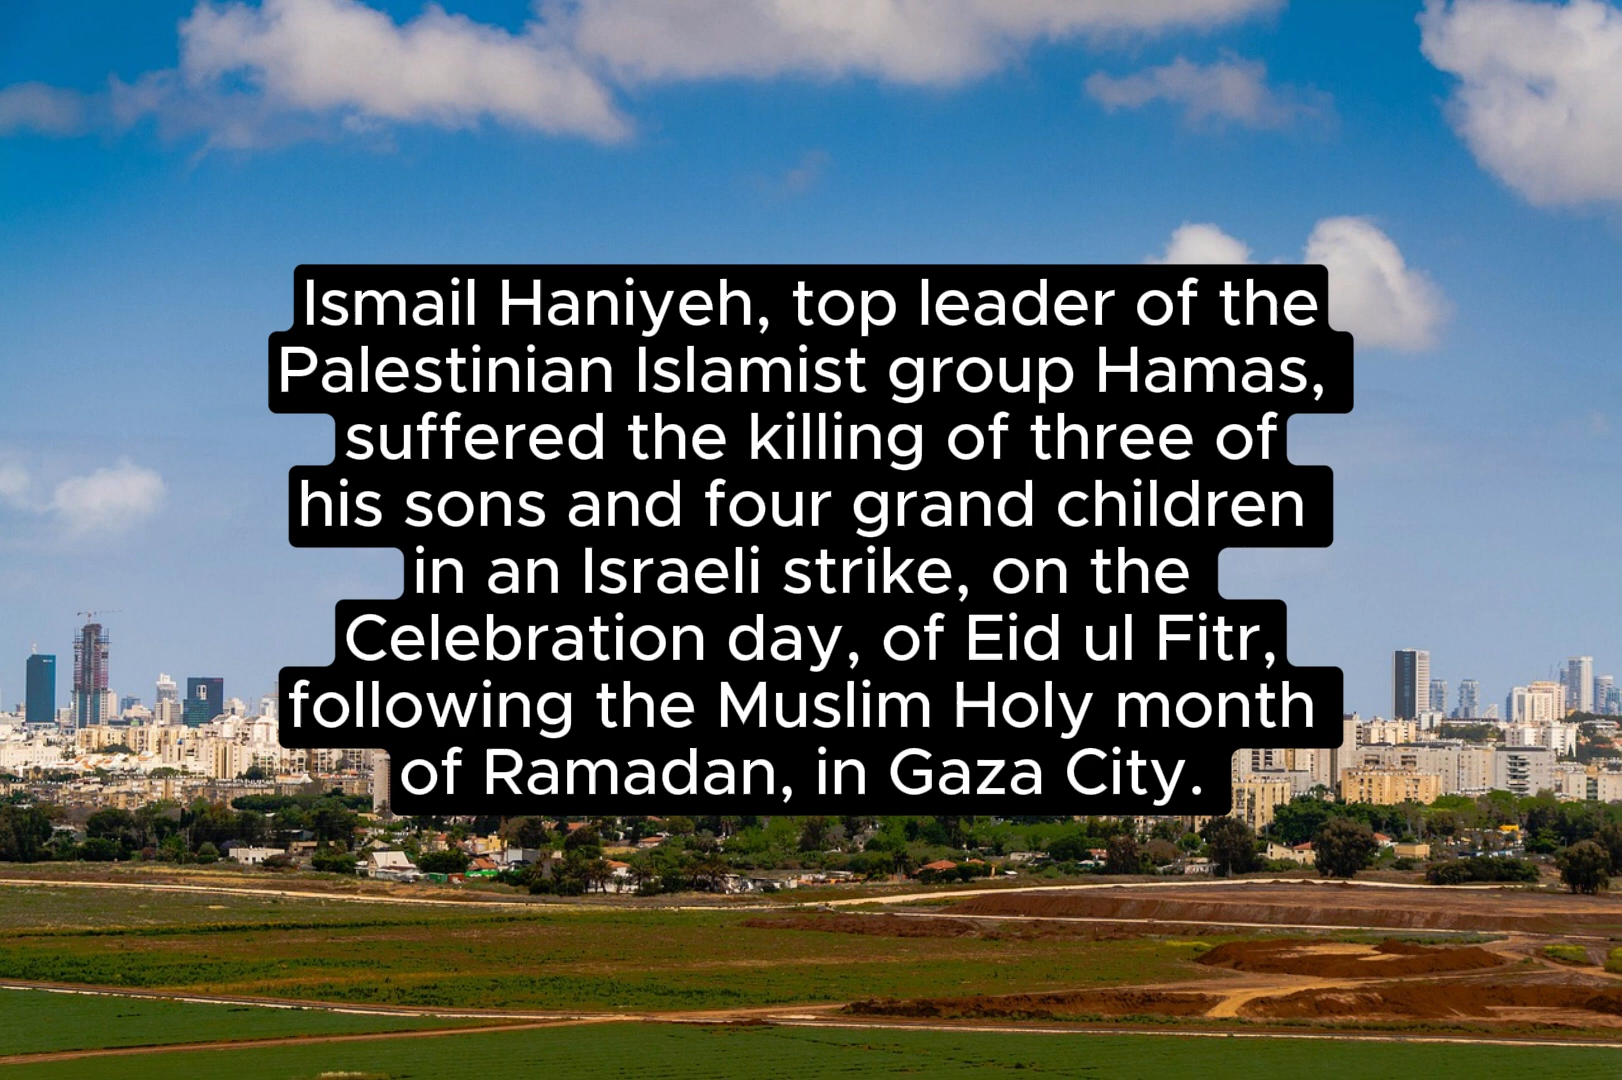 Ismail Haniyeh, top leader of the
Palestinian Islamist group Hamas,
suffered the killing of three of
his sons and four grand children
in an Israeli strike, on the
Celebration day, of Eid ul Fitr,
following the Muslim Holy month
of Ramadan, in Gaza City.